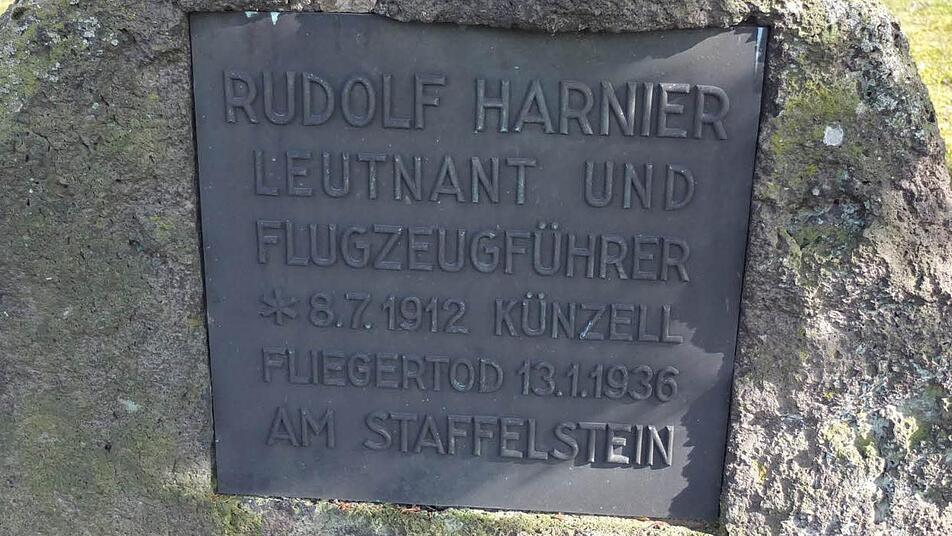 RUDOLF HARNIER
LEUTNANT UND
FLUGZEUGFÜHRER
* 8.7.1912 KÜNZELL
FLIEGERTOD 13.1.1936
AM STAFFELSTEIN